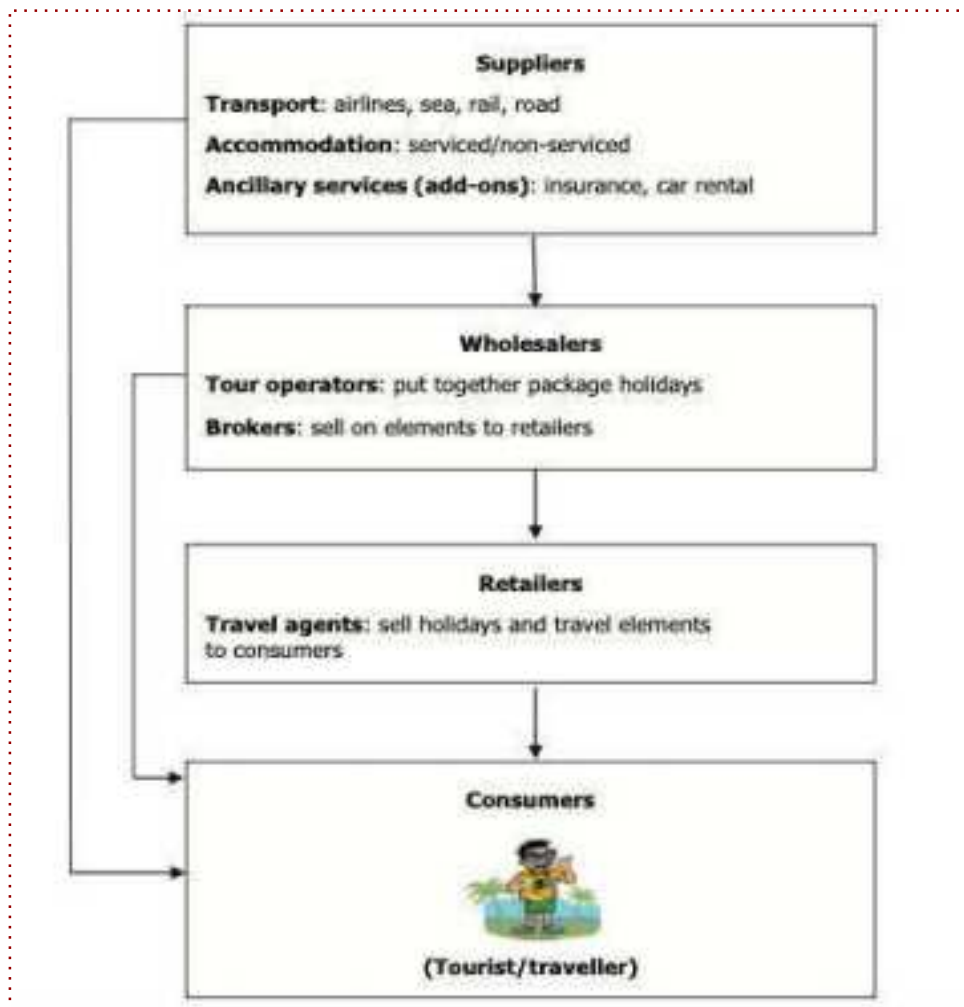 Suppliers
Transport: airlines, sea, rail, road
Accommodation: serviced/non-serviced
Ancillary services (add-ons): insurance, car rental
Wholesalers
Tour operators: put together package holidays
Brokers: sell on elements to retailers
Retailers
Travel agents: sell holidays and travel elements
to consumers
Consumers
(Tourist/traveller)